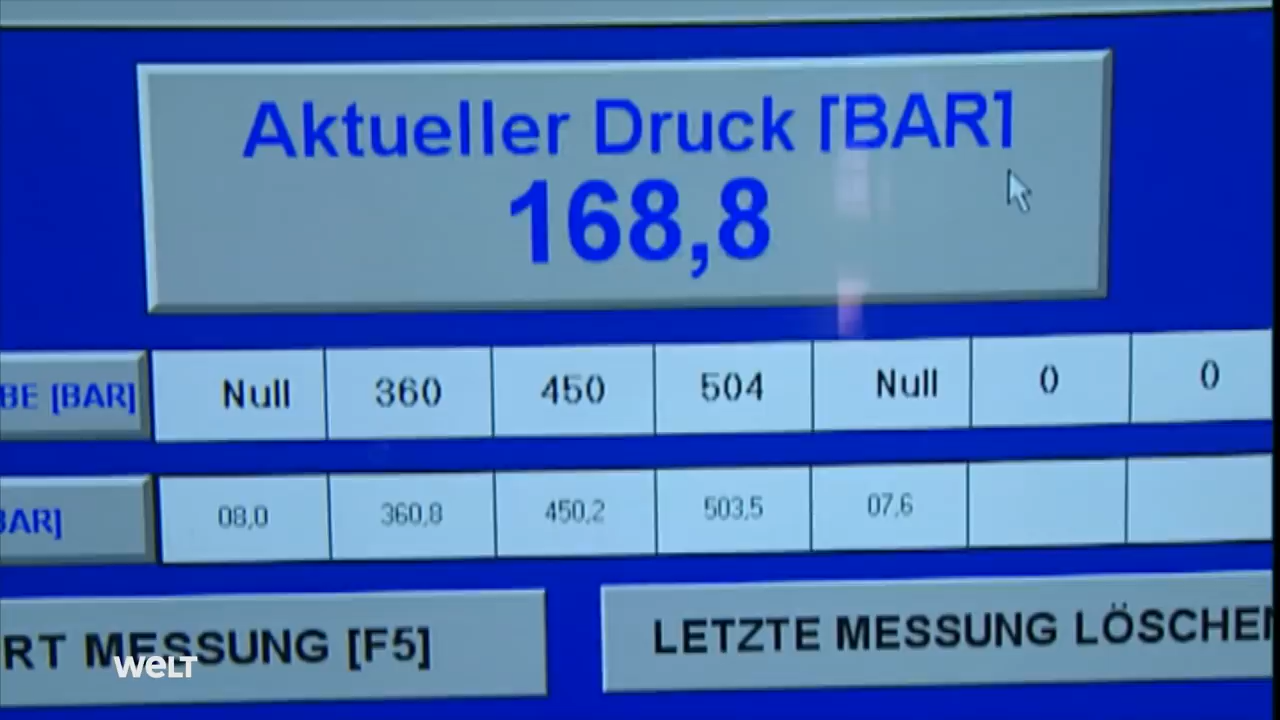 Aktueller Druck [BAR]
168,8
BE [BAR] Null 360 450 504 Null 0 0
BAR] 08,0 360,8 450,2 503,5 07,6
RT MESSUNG [F5] LETZTE MESSUNG LÖSCHEN
WELT